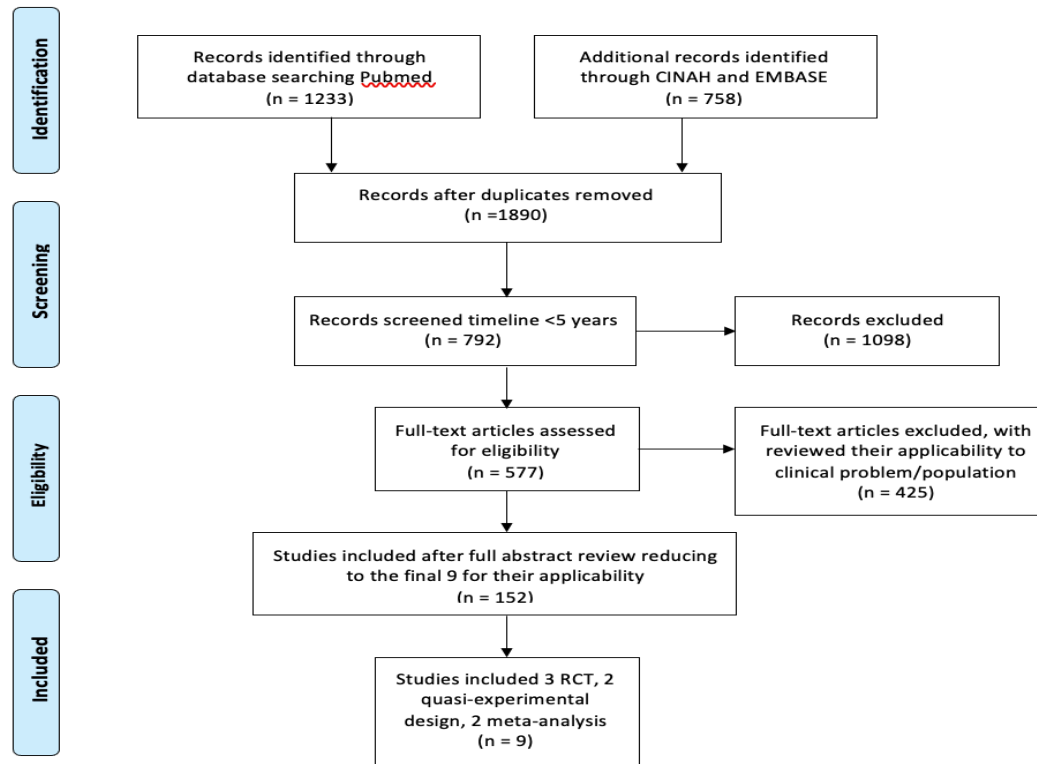 Identification
Records identified through
database searching Pubmed
(n = 1233)
Additional records identified
through CINAH and EMBASE
(n = 758)
Records after duplicates removed
(n =1890)
Screening
Records screened timeline <5 years
(n = 792)
Records excluded
(n = 1098)
Eligibility
Full-text articles assessed
for eligibility
(n = 577)
Full-text articles excluded, with
reviewed their applicability to
clinical problem/population
(n = 425)
Studies included after full abstract review reducing
to the final 9 for their applicability
(n = 152)
Included
Studies included 3 RCT, 2
quasi-experimental
design, 2 meta-analysis
(n = 9)